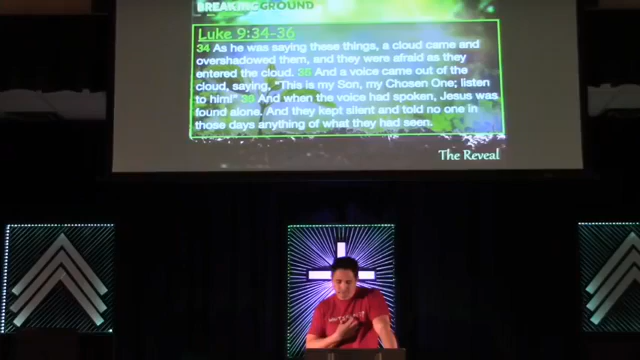 BREAKINGGROUND
Luke 9:34-36
34 As he was saying these things, a cloud came and
overshadowed them, and they were afraid as they
entered the cloud. 35 And a voice came out of the
cloud, saying, "This is my Son, my Chosen One; listen
to him!" 36 And when the voice had spoken, Jesus was
found alone. And they kept silent and told no one in
those days anything of what they had seen.
The Reveal